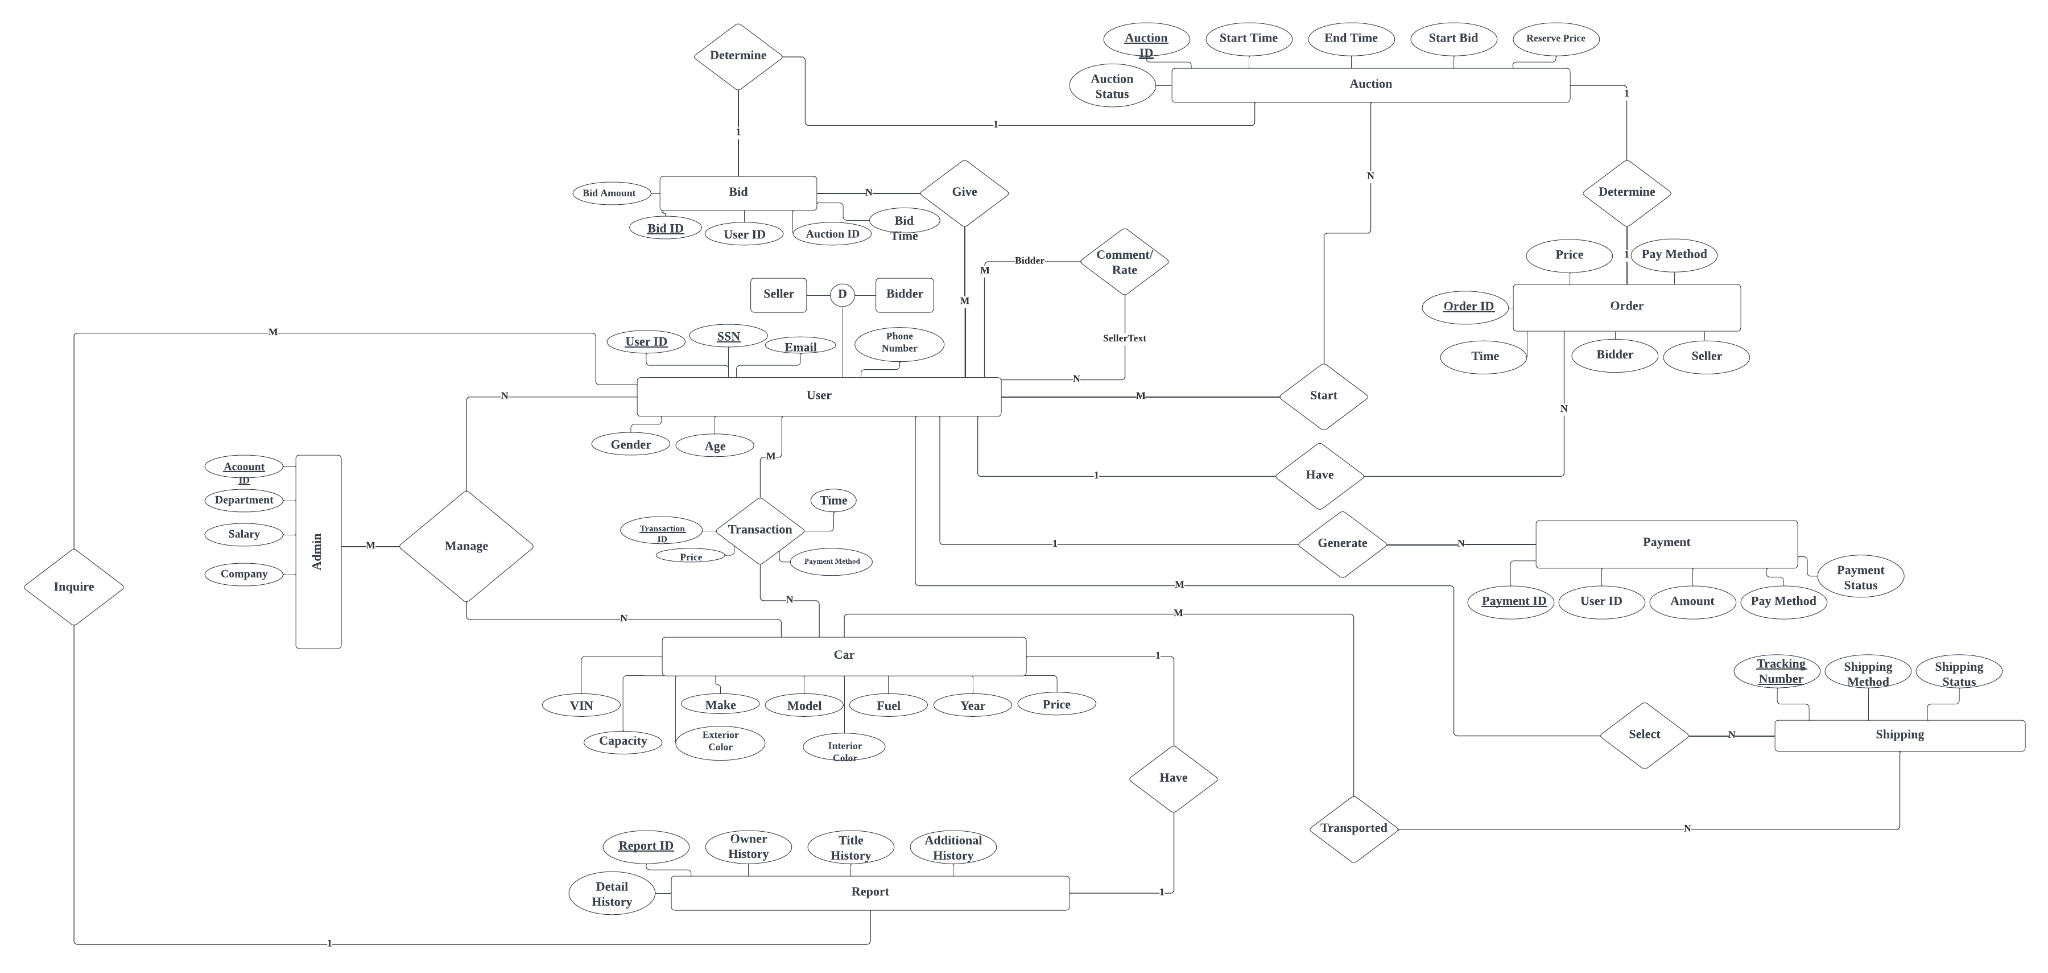 Auction
ID
Start Time
End Time
Start Bid
Reserve Price
Determine
Auction
Status
Auction
1
1
1
N
Bid Amount
Bid
N
Give
Determine
Bid ID
User ID
Auction ID
Bid
Time
Bidder
M
Comment/
Rate
Price
1
Pay Method
Seller
D
Bidder
M
Order ID
Order
M
User ID
SSN
Email
Phone
Number
SellerText
Time
Bidder
Seller
N
N
User
M
Start
N
Gender
Age
M
Acoount
ID
Department
Salary
Company
Admin
M
Manage
1
Have
Transaction
ID
Transaction
Time
Price
Payment Method
1
Generate
N
Payment
Payment
Status
Payment ID
User ID
Amount
Pay Method
Inquire
M
N
N
M
Car
1
VIN
Make
Model
Fuel
Year
Price
Capacity
Exterior
Color
Interior
Color
Tracking
Number
Shipping
Method
Shipping
Status
Select
N
Shipping
Have
Transported
N
Report ID
Owner
History
Title
History
Additional
History
Detail
History
Report
1
1